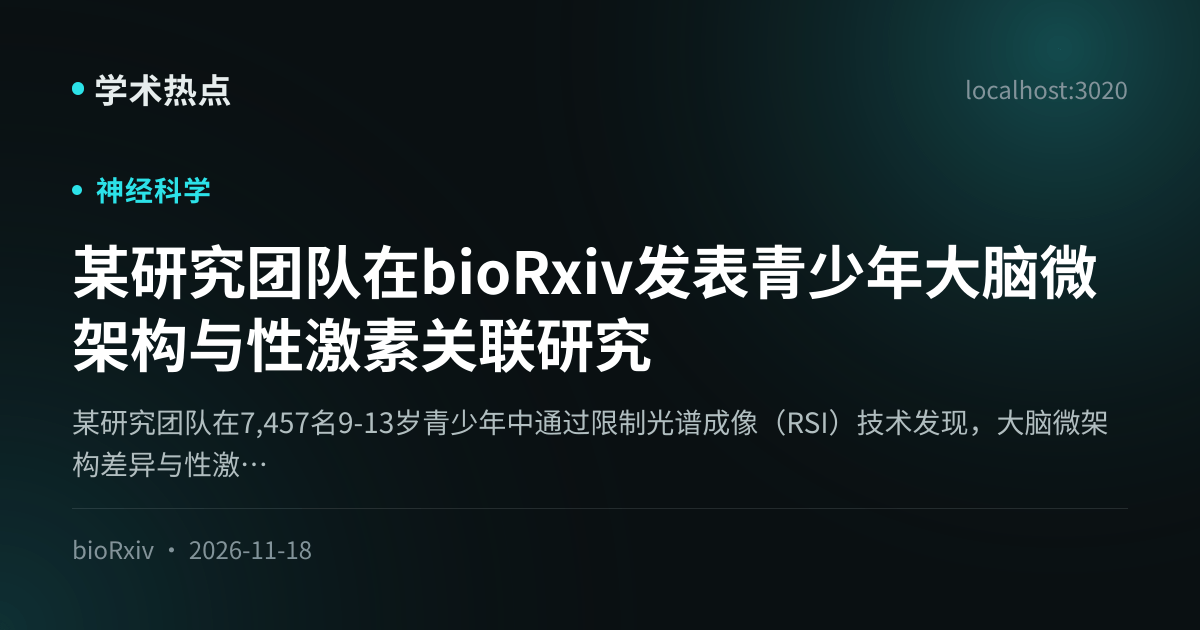 学术热点
localhost:3020
神经科学
某研究团队在bioRxiv发表青少年大脑微
架构与性激素关联研究
某研究团队在7,457名9-13岁青少年中通过限制光谱成像（RSI）技术发现，大脑微架
构差异与性激…
bioRxiv · 2026-11-18